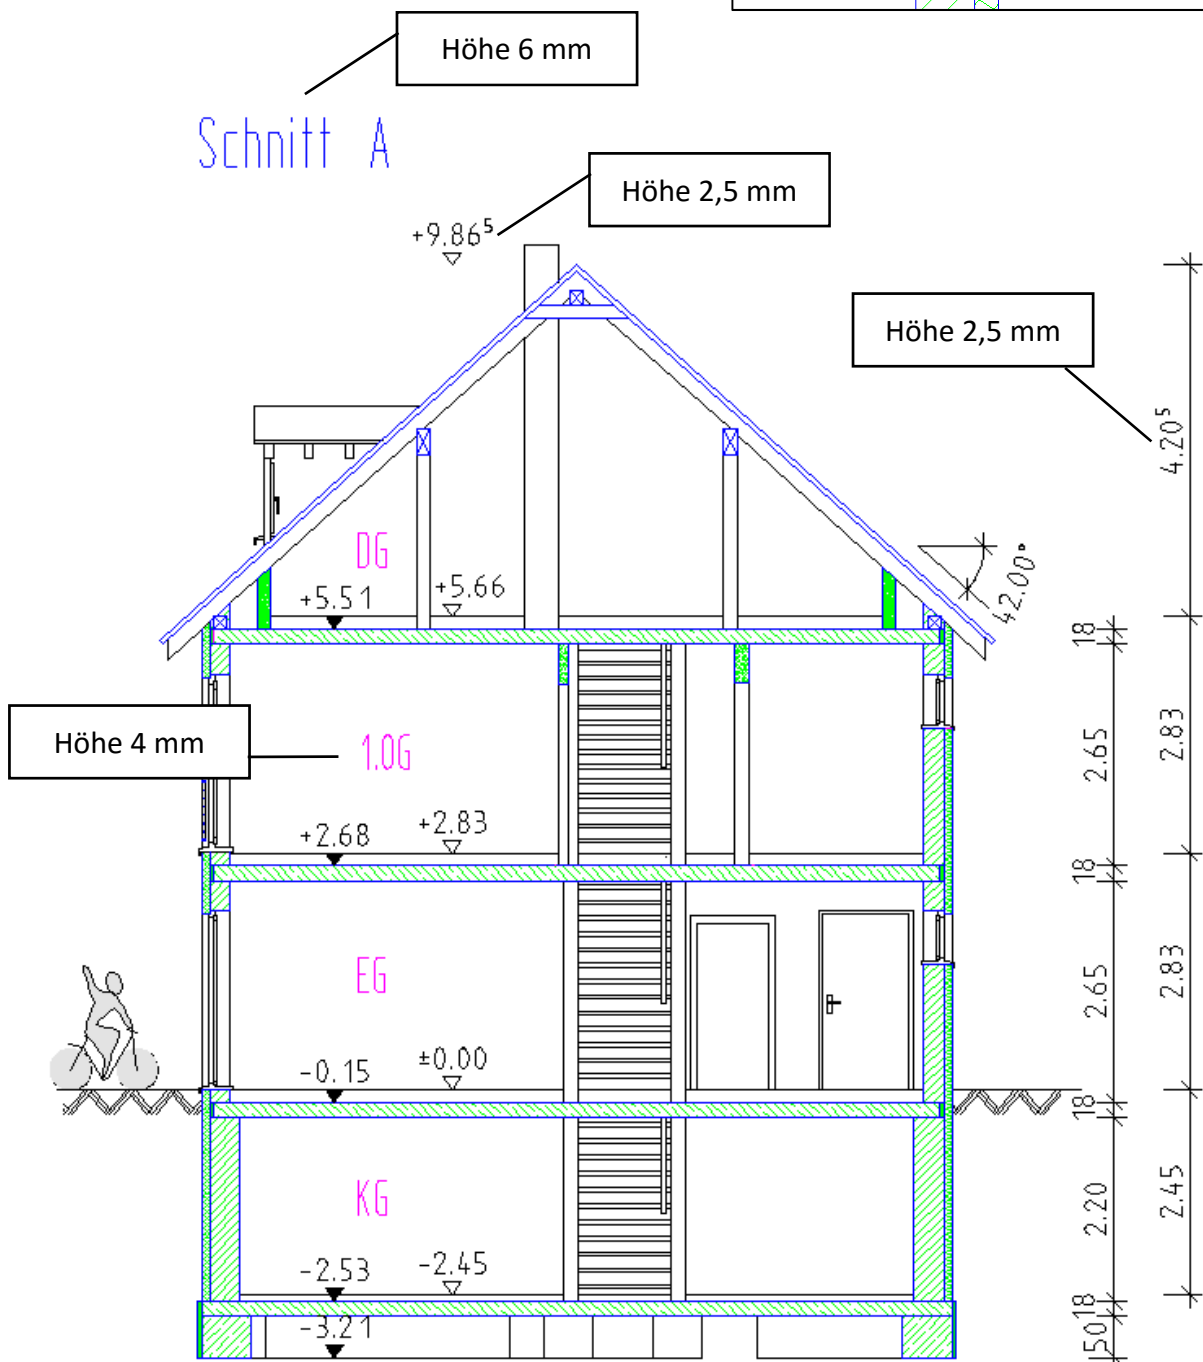 Höhe 6 mm
Schnitt A
Höhe 2,5 mm
+9.86⁵
Höhe 2,5 mm
4.20⁵
DG
42.00°
+5.51
+5.66
18
Höhe 4 mm
1.OG
2.65
2.83
+2.68
+2.83
18
EG
2.65
2.83
-0.15
±0.00
18
KG
2.20
2.45
-2.53
-2.45
18
-3.21
50